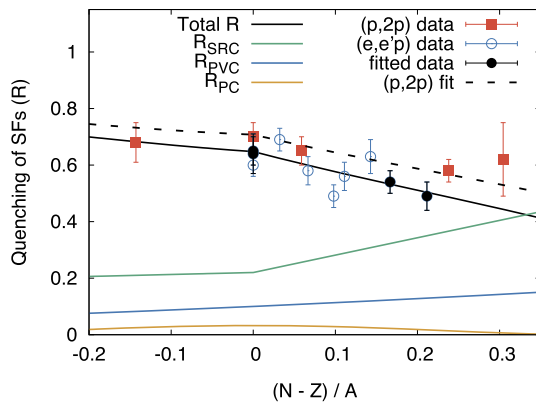 Total R
R_SRC
R_PVC
R_PC
(p,2p) data
(e,e'p) data
fitted data
(p,2p) fit
Quenching of SFs (R)
1
0.8
0.6
0.4
0.2
0
-0.2 -0.1 0 0.1 0.2 0.3
(N - Z) / A